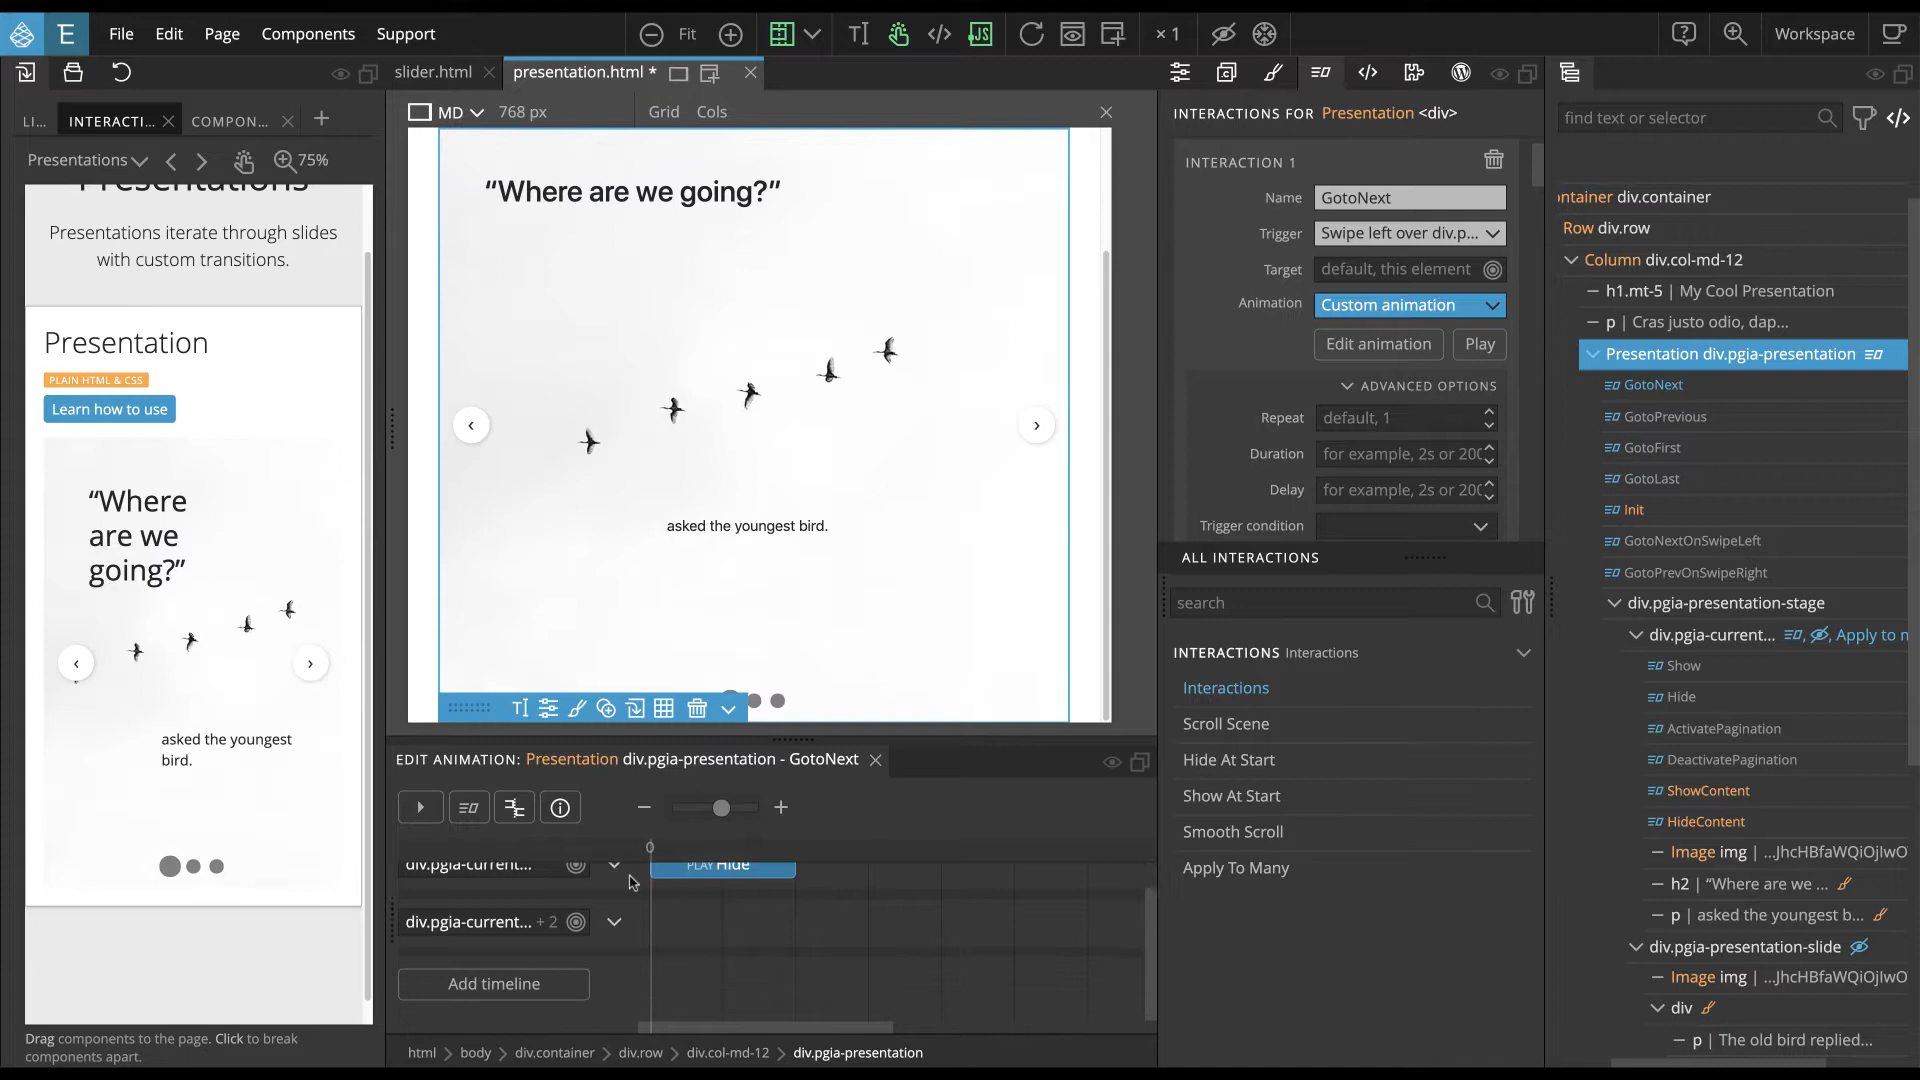 E File Edit Page Components Support
Fit × 1 Workspace
slider.html presentation.html *
LI... INTERACTI... COMPON...
Presentations 75%
Presentations
Presentations iterate through slides
with custom transitions.
Presentation
PLAIN HTML & CSS
Learn how to use
“Where
are we
going?”
‹ ›
asked the youngest
bird.
Drag components to the page. Click to break
components apart.
MD 768 px Grid Cols
“Where are we going?”
‹ ›
asked the youngest bird.
EDIT ANIMATION: Presentation div.pgia-presentation - GotoNext
0
div.pgia-current... PLAY Hide
div.pgia-current... + 2
Add timeline
html body div.container div.row div.col-md-12 div.pgia-presentation
INTERACTIONS FOR Presentation <div>
INTERACTION 1
Name GotoNext
Trigger Swipe left over div.p...
Target default, this element
Animation Custom animation
Edit animation Play
ADVANCED OPTIONS
Repeat default, 1
Duration for example, 2s or 200
Delay for example, 2s or 200
Trigger condition
ALL INTERACTIONS
search
INTERACTIONS Interactions
Interactions
Scroll Scene
Hide At Start
Show At Start
Smooth Scroll
Apply To Many
find text or selector
ontainer div.container
Row div.row
Column div.col-md-12
h1.mt-5 | My Cool Presentation
p | Cras justo odio, dap...
Presentation div.pgia-presentation
GotoNext
GotoPrevious
GotoFirst
GotoLast
Init
GotoNextOnSwipeLeft
GotoPrevOnSwipeRight
div.pgia-presentation-stage
div.pgia-current... , Apply to m
Show
Hide
ActivatePagination
DeactivatePagination
ShowContent
HideContent
Image img | ...JhcHBfaWQiOjIwO
h2 | “Where are we ...
p | asked the youngest b...
div.pgia-presentation-slide
Image img | ...JhcHBfaWQiOjIwO
div
p | The old bird replied...